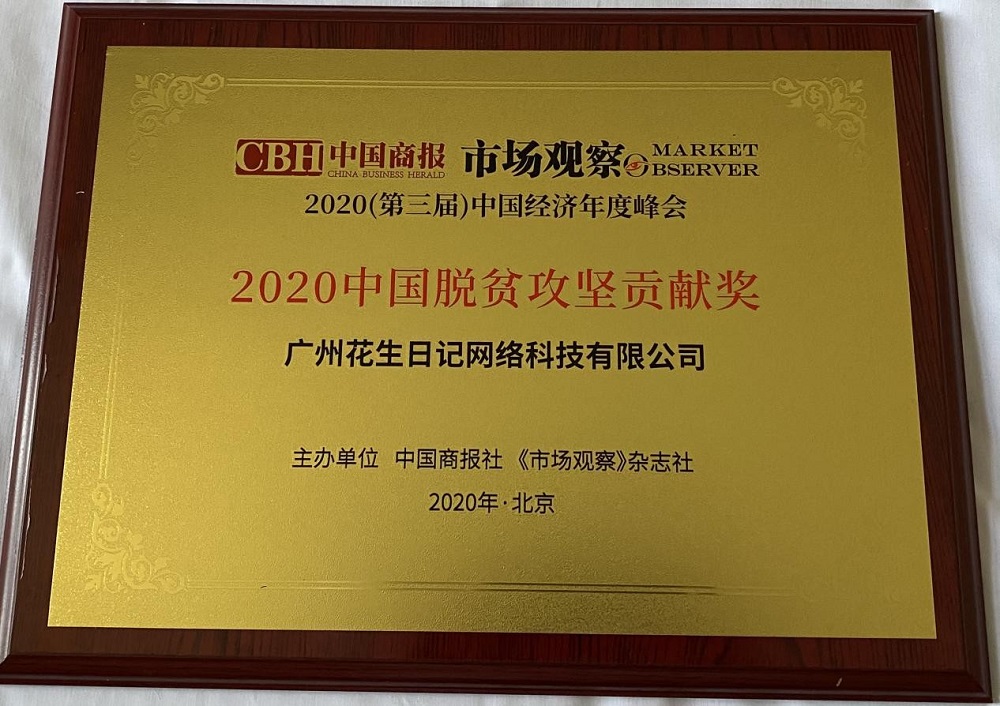 CBH 中国商报 CHINA BUSINESS HERALD 市场观察 MARKET OBSERVER
2020(第三届)中国经济年度峰会
2020中国脱贫攻坚贡献奖
广州花生日记网络科技有限公司
主办单位 中国商报社 《市场观察》杂志社
2020年·北京